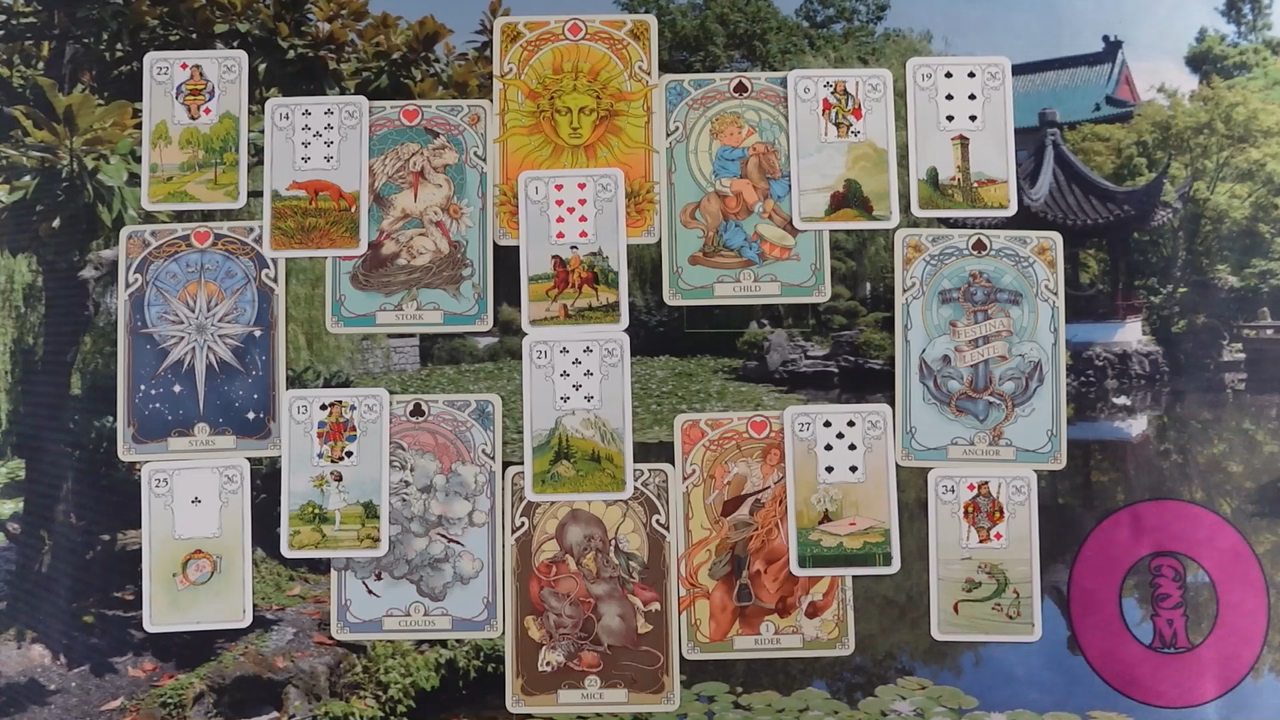 22
14
1
6
19
17
STORK
13
CHILD
16
STARS
FESTINA
LENTE
35
ANCHOR
21
13
27
25
34
6
CLOUDS
23
MICE
1
RIDER